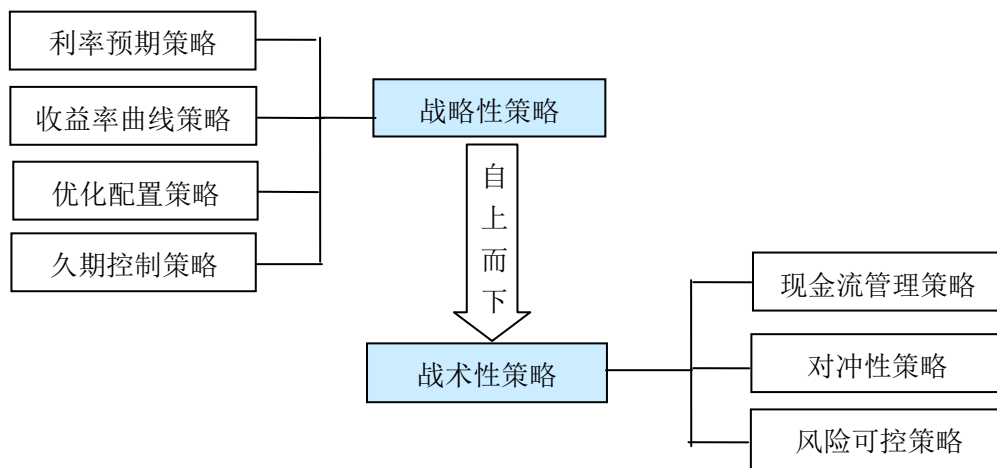 利率预期策略
收益率曲线策略
优化配置策略
久期控制策略
战略性策略
自
上
而
下
战术性策略
现金流管理策略
对冲性策略
风险可控策略